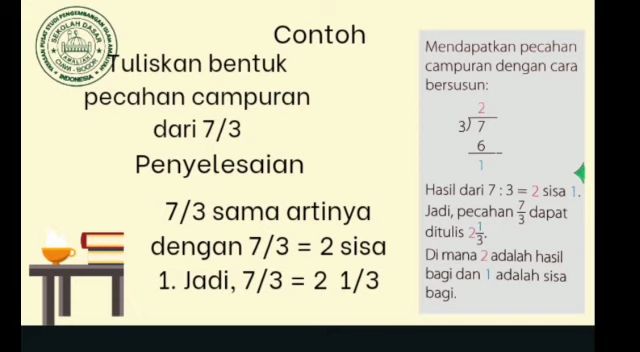 Contoh
Tuliskan bentuk
pecahan campuran
dari 7/3
Penyelesaian
7/3 sama artinya
dengan 7/3 = 2 sisa
1. Jadi, 7/3 = 2 1/3
Mendapatkan pecahan
campuran dengan cara
bersusun:
2
3 ) 7
6
1
Hasil dari 7 : 3 = 2 sisa 1.
Jadi, pecahan 7/3 dapat
ditulis 2 1/3.
Di mana 2 adalah hasil
bagi dan 1 adalah sisa
bagi.
SEKOLAH DASAR
INDONESIA